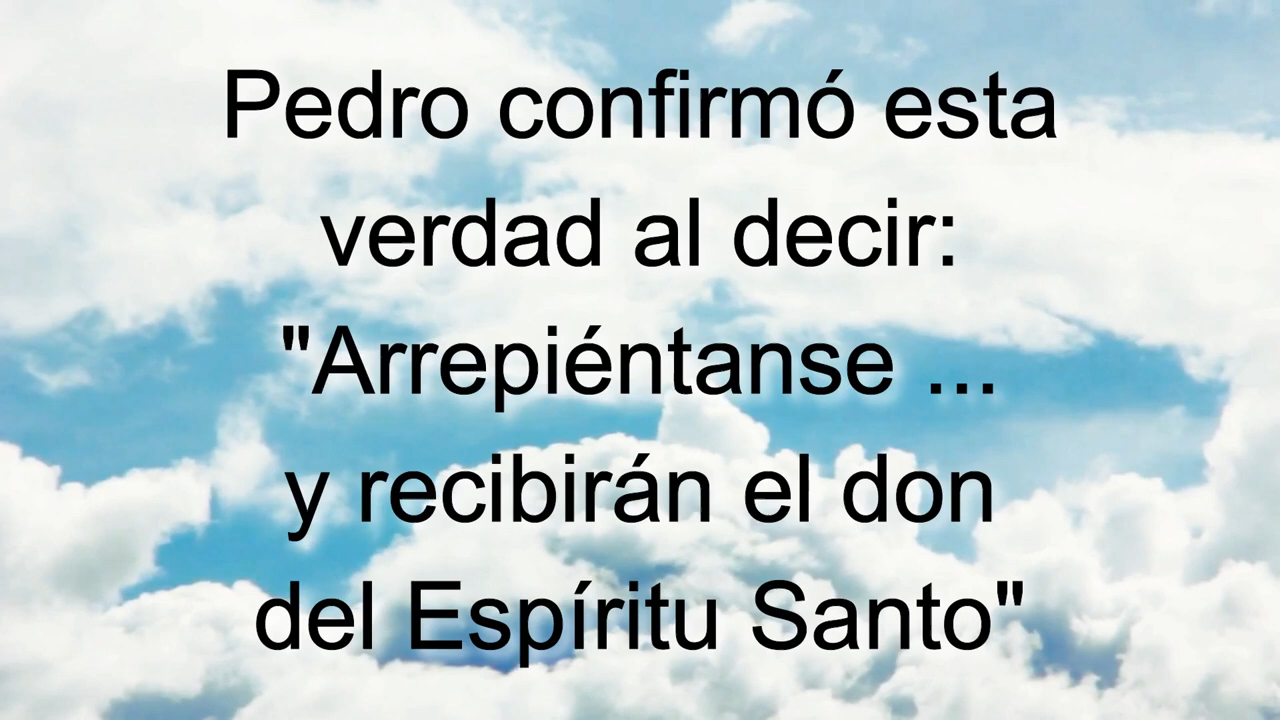 Pedro confirmó esta
verdad al decir:
"Arrepiéntanse ...
y recibirán el don
del Espíritu Santo"